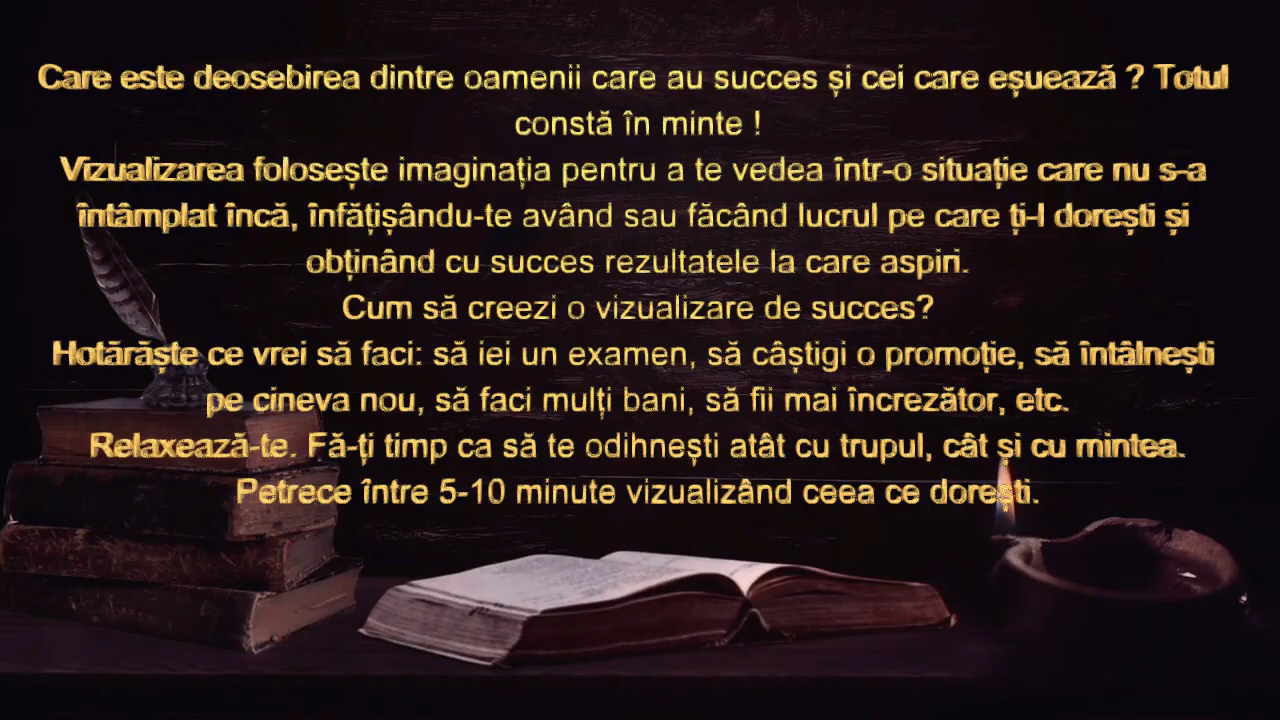 Care este deosebirea dintre oamenii care au succes și cei care eșuează ? Totul
constă în minte !
Vizualizarea folosește imaginația pentru a te vedea într-o situație care nu s-a
întâmplat încă, înfățișându-te având sau făcând lucrul pe care ți-l dorești și
obținând cu succes rezultatele la care aspiri.
Cum să creezi o vizualizare de succes?
Hotărăște ce vrei să faci: să iei un examen, să câștigi o promoție, să întâlnești
pe cineva nou, să faci mulți bani, să fii mai încrezător, etc.
Relaxează-te. Fă-ți timp ca să te odihnești atât cu trupul, cât și cu mintea.
Petrece între 5-10 minute vizualizând ceea ce dorești.